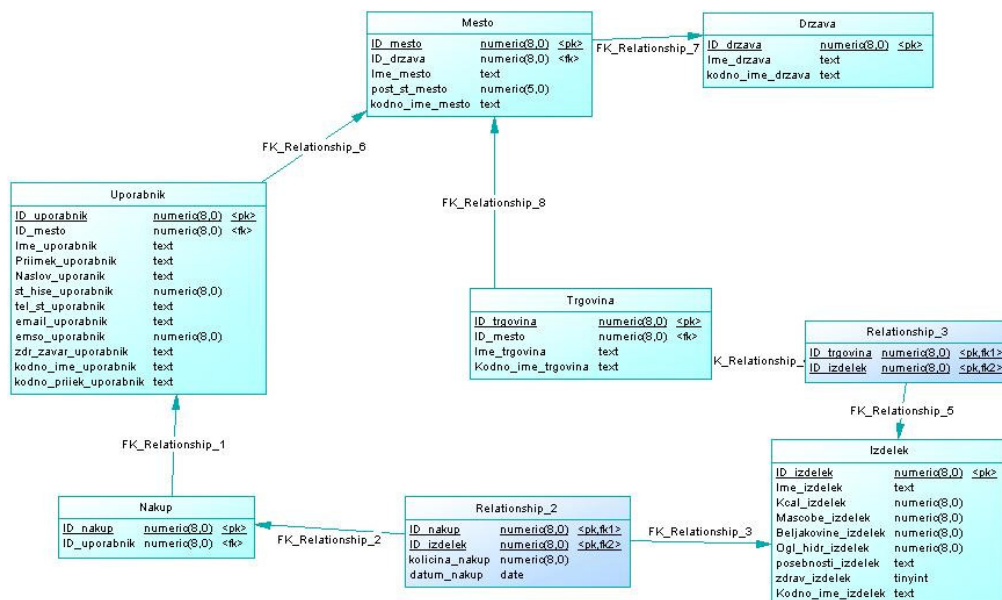 Mesto
ID_mesto numeric(8,0) <pk>
ID_drzava numeric(8,0) <fk>
Ime_mesto text
post_st_mesto numeric(5,0)
kodno_ime_mesto text
FK_Relationship_7
Drzava
ID_drzava numeric(8,0) <pk>
Ime_drzava text
kodno_ime_drzava text
FK_Relationship_6
Uporabnik
ID_uporabnik numeric(8,0) <pk>
ID_mesto numeric(8,0) <fk>
Ime_uporabnik text
Priimek_uporabnik text
Naslov_uporanik text
st_hise_uporabnik numeric(8,0)
tel_st_uporabnik text
email_uporabnik text
emso_uporabnik numeric(8,0)
zdr_zavar_uporabnik text
kodno_ime_uporabnik text
kodno_priiek_uporabnik text
FK_Relationship_8
Trgovina
ID_trgovina numeric(8,0) <pk>
ID_mesto numeric(8,0) <fk>
Ime_trgovina text
Kodno_ime_trgovina text
K_Relationship_
Relationship_3
ID_trgovina numeric(8,0) <pk,fk1>
ID_izdelek numeric(8,0) <pk,fk2>
FK_Relationship_5
FK_Relationship_1
Izdelek
ID_izdelek numeric(8,0) <pk>
Ime_izdelek text
Kcal_izdelek numeric(8,0)
Mascobe_izdelek numeric(8,0)
Beljakovine_izdelek numeric(8,0)
Ogl_hidr_izdelek numeric(8,0)
posebnosti_izdelek text
zdrav_izdelek tinyint
Kodno_ime_izdelek text
Nakup
ID_nakup numeric(8,0) <pk>
ID_uporabnik numeric(8,0) <fk>
FK_Relationship_2
Relationship_2
ID_nakup numeric(8,0) <pk,fk1>
ID_izdelek numeric(8,0) <pk,fk2>
kolicina_nakup numeric(8,0)
datum_nakup date
FK_Relationship_3